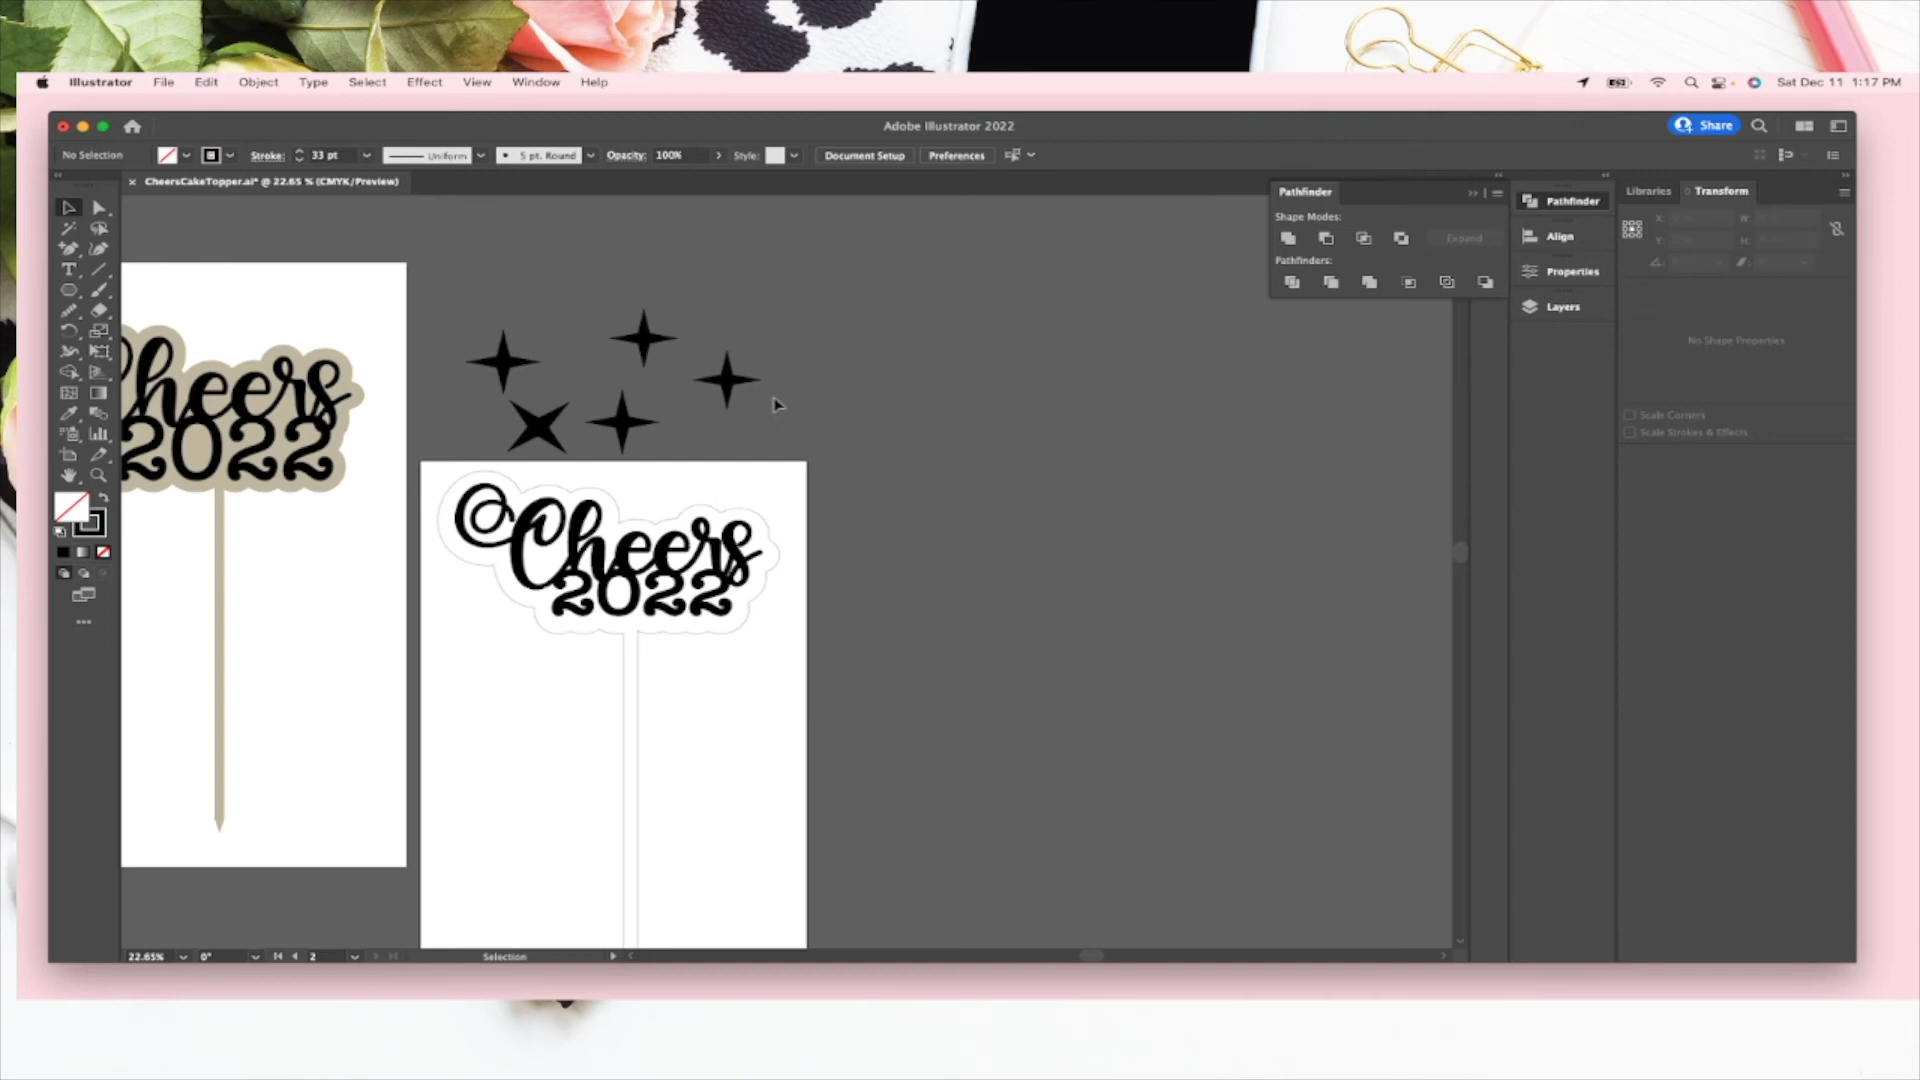 Illustrator File Edit Object Type Select Effect View Window Help
Sat Dec 11 1:17 PM
Adobe Illustrator 2022
Share
No Selection
Stroke: 33 pt
Uniform
5 pt. Round
Opacity: 100%
Style:
Document Setup
Preferences
CheersCakeTopper.ai* @ 22.65 % (CMYK/Preview)
Pathfinder
Shape Modes:
Expand
Pathfinders:
Pathfinder
Align
Properties
Layers
Libraries
Transform
X:
W:
Y:
H:
No Shape Properties
Scale Corners
Scale Strokes & Effects
Cheers
2022
Cheers
2022
22.65%
0°
2
Selection